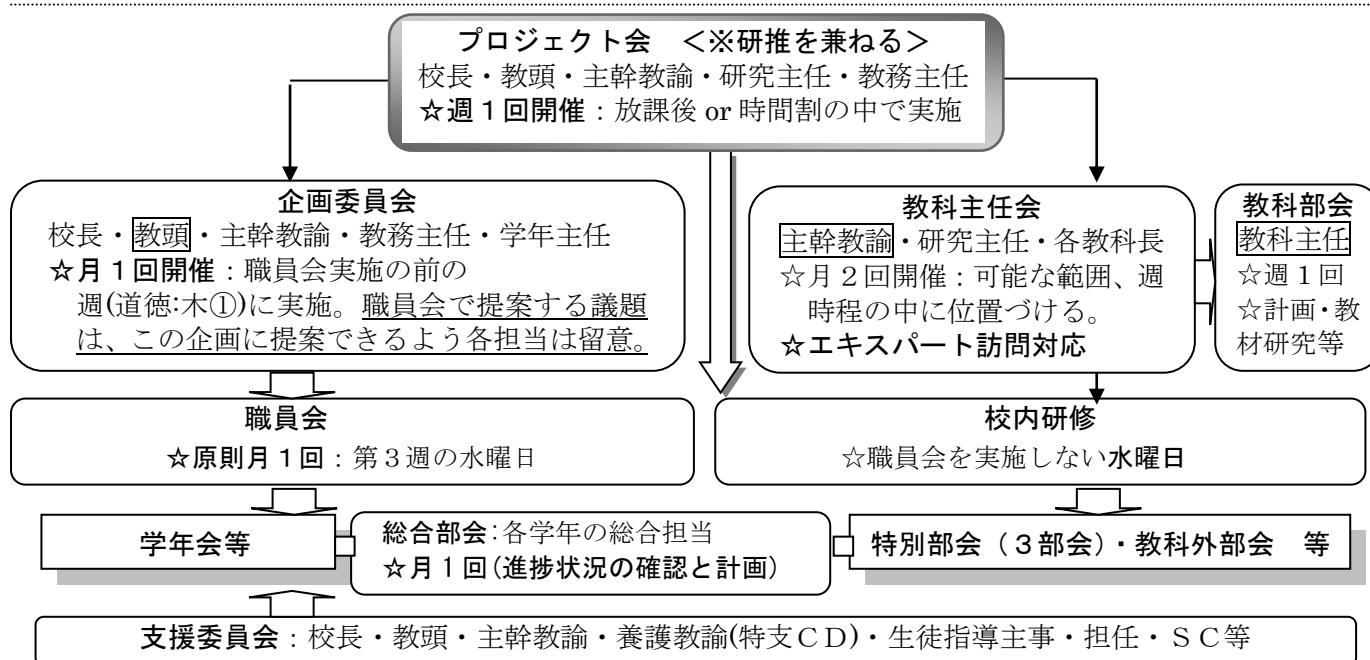 プロジェクト会 <※研推を兼ねる>
校長・教頭・主幹教諭・研究主任・教務主任
☆週１回開催：放課後 or 時間割の中で実施
企画委員会
校長・教頭・主幹教諭・教務主任・学年主任
☆月１回開催：職員会実施の前の
週(道徳:木①)に実施。職員会で提案する議題
は、この企画に提案できるよう各担当は留意。
教科主任会
主幹教諭・研究主任・各教科長
☆月２回開催：可能な範囲、週
時程の中に位置づける。
☆エキスパート訪問対応
教科部会
教科主任
☆週１回
☆計画・教
材研究等
職員会
☆原則月１回：第３週の水曜日
校内研修
☆職員会を実施しない水曜日
学年会等
総合部会：各学年の総合担当
☆月１回(進捗状況の確認と計画)
特別部会（３部会）・教科外部会 等
支援委員会：校長・教頭・主幹教諭・養護教諭(特支ＣＤ)・生徒指導主事・担任・ＳＣ等